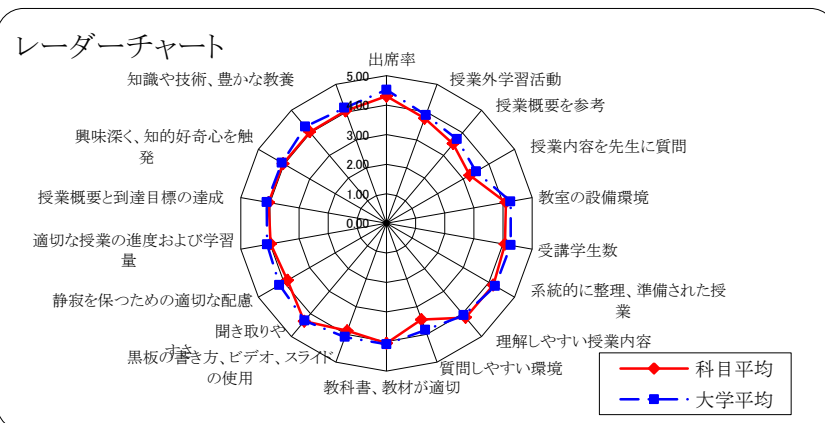 レーダーチャート
出席率
授業外学習活動
授業概要を参考
授業内容を先生に質問
教室の設備環境
受講学生数
系統的に整理、準備された授
業
理解しやすい授業内容
質問しやすい環境
教科書、教材が適切
黒板の書き方、ビデオ、スライド
の使用
聞き取りや
すさ
静寂を保つための適切な配慮
適切な授業の進度および学習
量
授業概要と到達目標の達成
興味深く、知的好奇心を触
発
知識や技術、豊かな教養
5.00
4.00
3.00
2.00
1.00
0.00
科目平均
大学平均